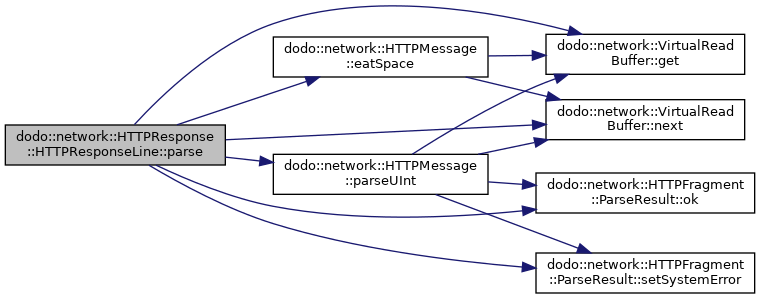 dodo::network::HTTPResponse
::HTTPResponseLine::parse
dodo::network::HTTPMessage
::eatSpace
dodo::network::HTTPMessage
::parseUInt
dodo::network::VirtualRead
Buffer::get
dodo::network::VirtualRead
Buffer::next
dodo::network::HTTPFragment
::ParseResult::ok
dodo::network::HTTPFragment
::ParseResult::setSystemError